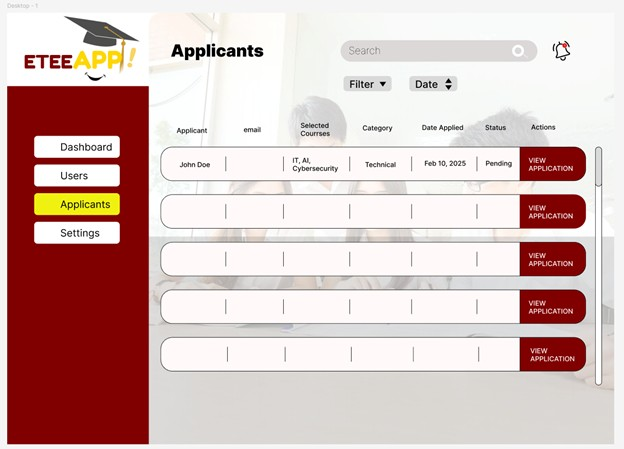 Desktop - 1
ETEEAPP!
Applicants
Search
Filter
Date
Dashboard
Users
Applicants
Settings
Applicant
email
Selected
Courrses
Category
Date Applied
Status
Actions
John Doe
IT, AI,
Cybersecurity
Technical
Feb 10, 2025
Pending
VIEW
APPLICATION
VIEW
APPLICATION
VIEW
APPLICATION
VIEW
APPLICATION
VIEW
APPLICATION